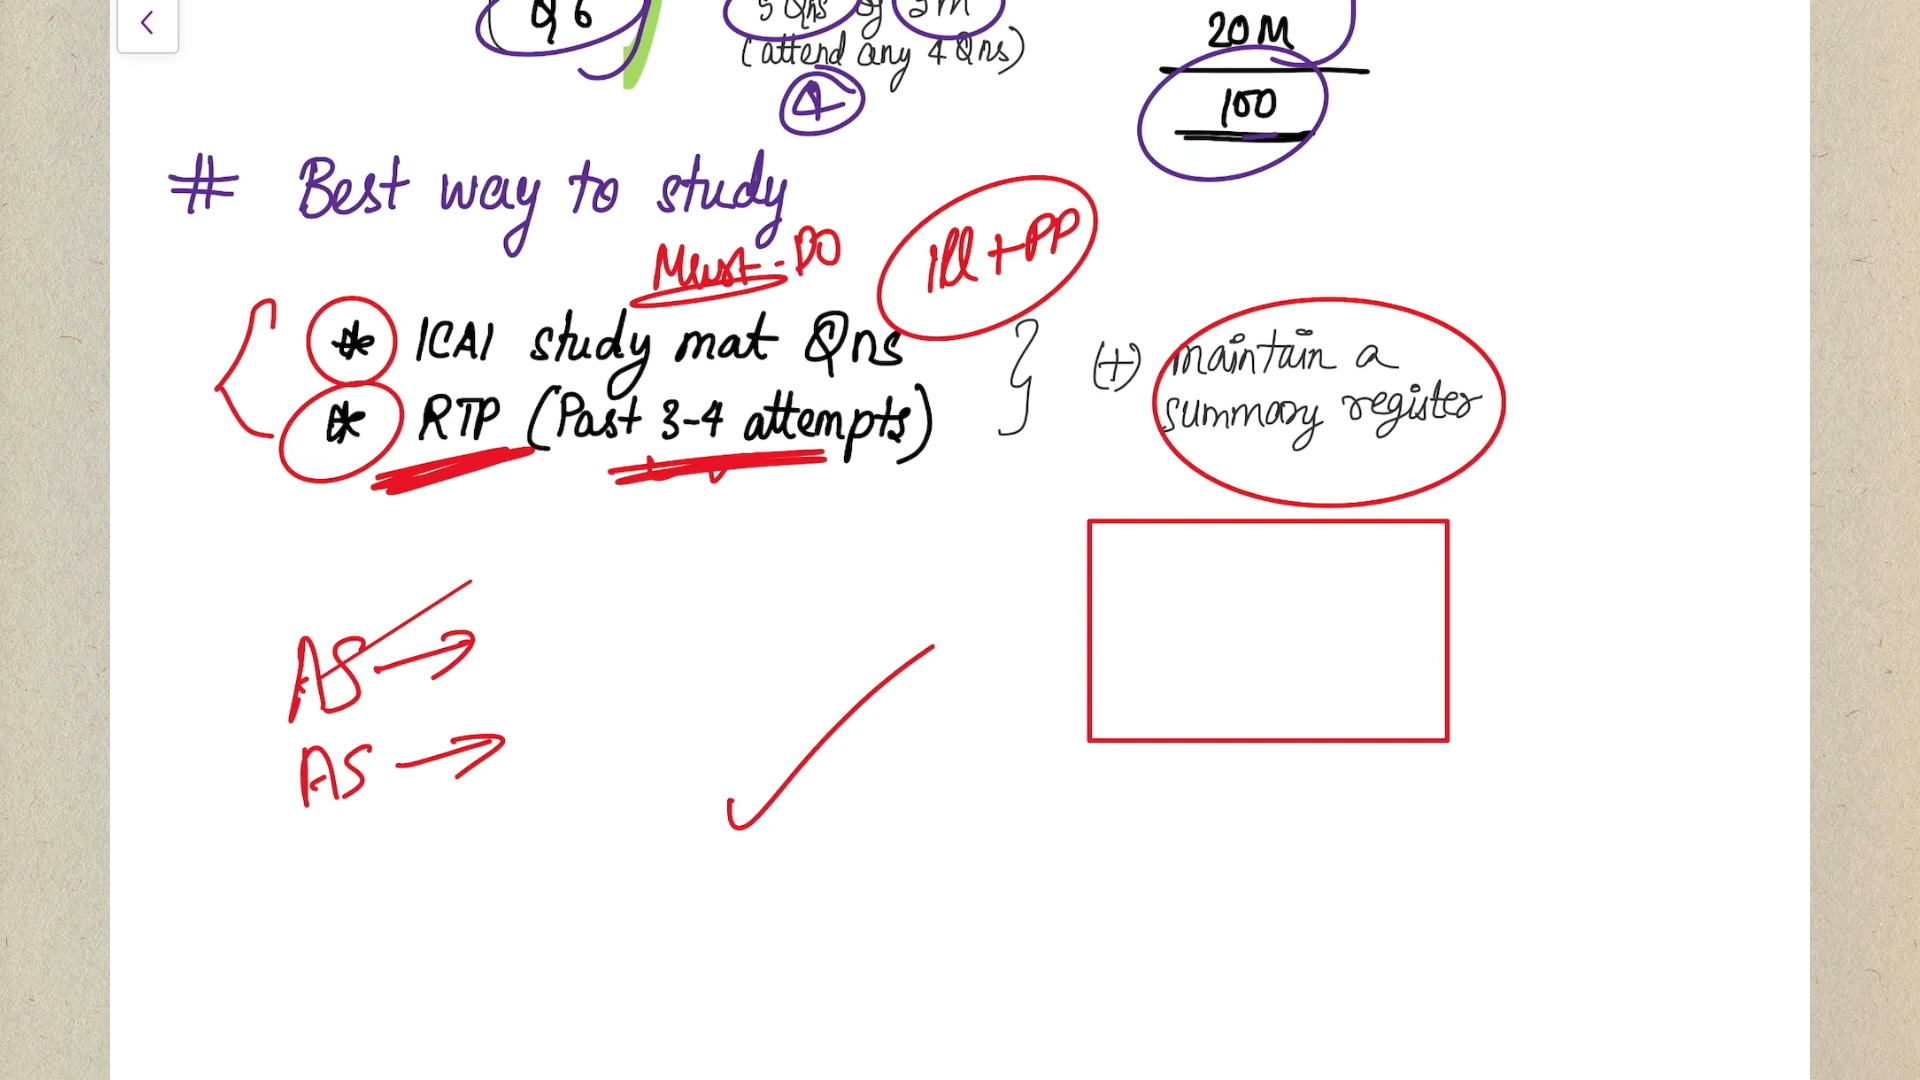 Q 6
5 Qns of 5M
(attend any 4 Qns)
4
20M
100
# Best way to study
Must-DO
ill + PP
* ICAI study mat Qns
* RTP (Past 3-4 attempts)
(+) maintain a
summary register
AS →
AS →